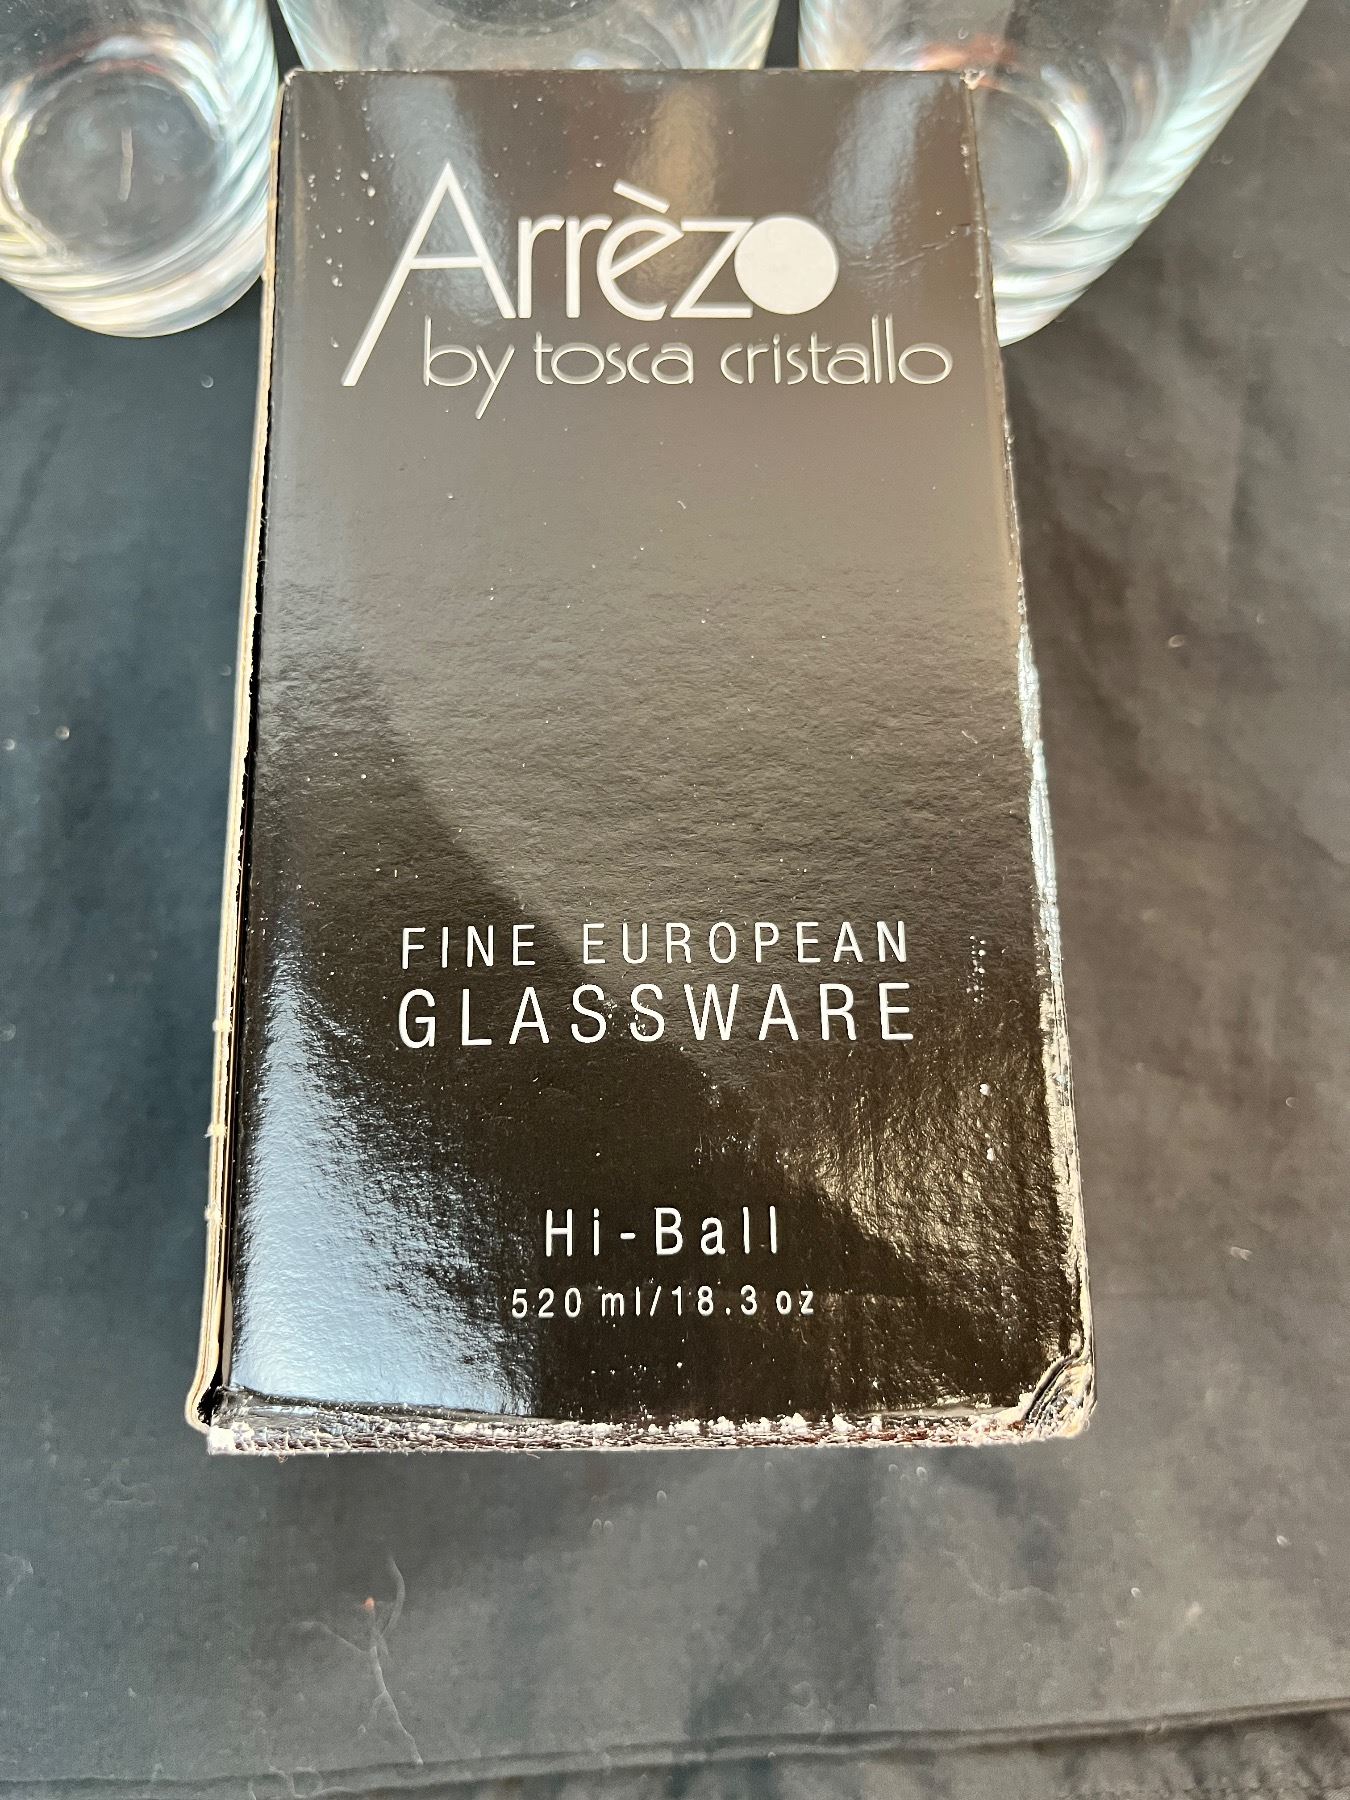 Arrèzo
by tosca cristallo
FINE EUROPEAN
GLASSWARE
Hi-Ball
520 ml/18.3 oz